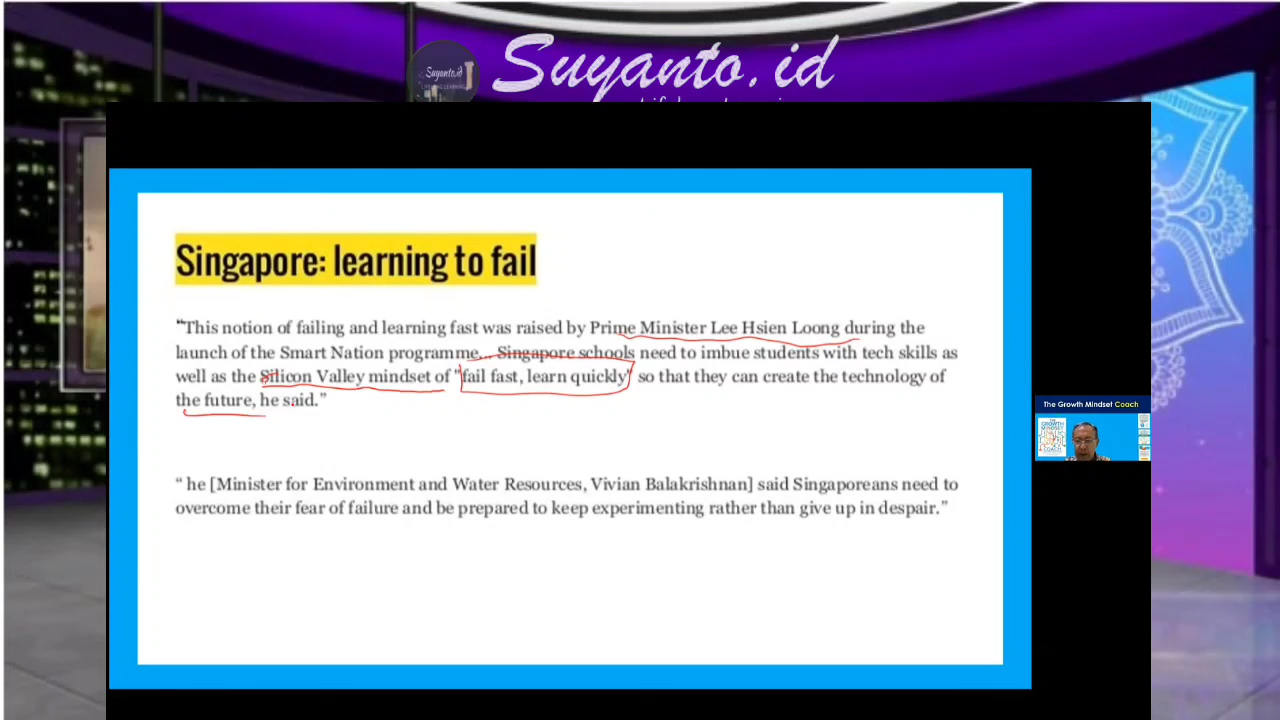 Suyanto.id
Suyanto.id
Singapore: learning to fail
“This notion of failing and learning fast was raised by Prime Minister Lee Hsien Loong during the
launch of the Smart Nation programme... Singapore schools need to imbue students with tech skills as
well as the Silicon Valley mindset of “fail fast, learn quickly” so that they can create the technology of
the future, he said.”
“ he [Minister for Environment and Water Resources, Vivian Balakrishnan] said Singaporeans need to
overcome their fear of failure and be prepared to keep experimenting rather than give up in despair.”
The Growth Mindset Coach